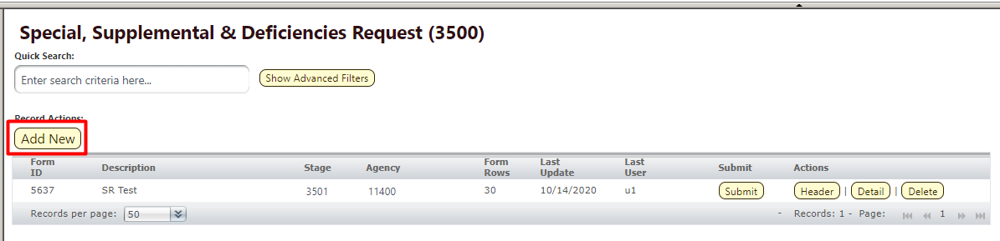 Special, Supplemental & Deficiencies Request (3500)
Quick Search:
Enter search criteria here...
Show Advanced Filters
Record Actions:
Add New
Form ID Description Stage Agency Form Rows Last Update Last User Submit Actions
5637 SR Test 3501 11400 30 10/14/2020 u1 Submit Header | Detail | Delete
Records per page: 50 - Records: 1 - Page: 1